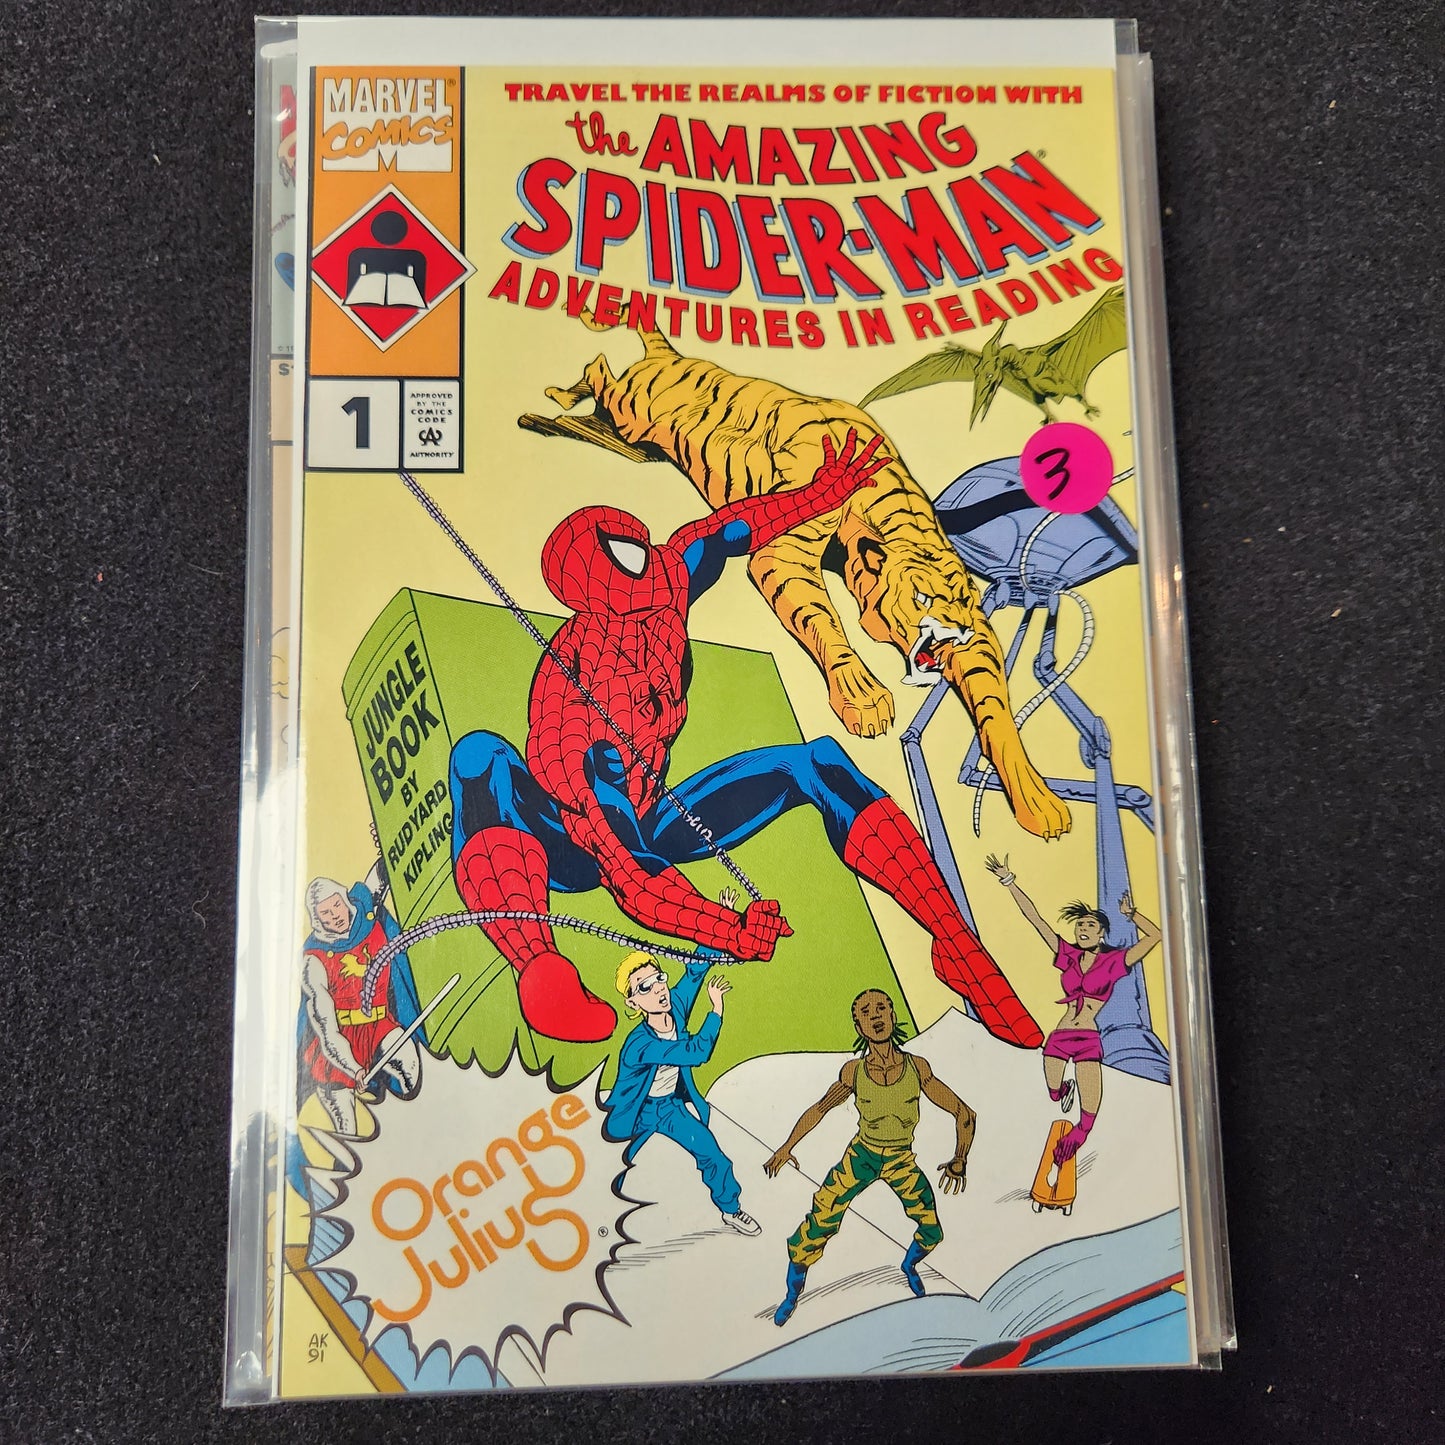 MARVEL®
COMICS
M
TRAVEL THE REALMS OF FICTION WITH
the AMAZING
SPIDER-MAN®
ADVENTURES IN READING
1
APPROVED
BY THE
COMICS
CODE
CA
AUTHORITY
3
JUNGLE
BOOK
BY
RUDYARD
KIPLING
Orange
Julius®
AK
91